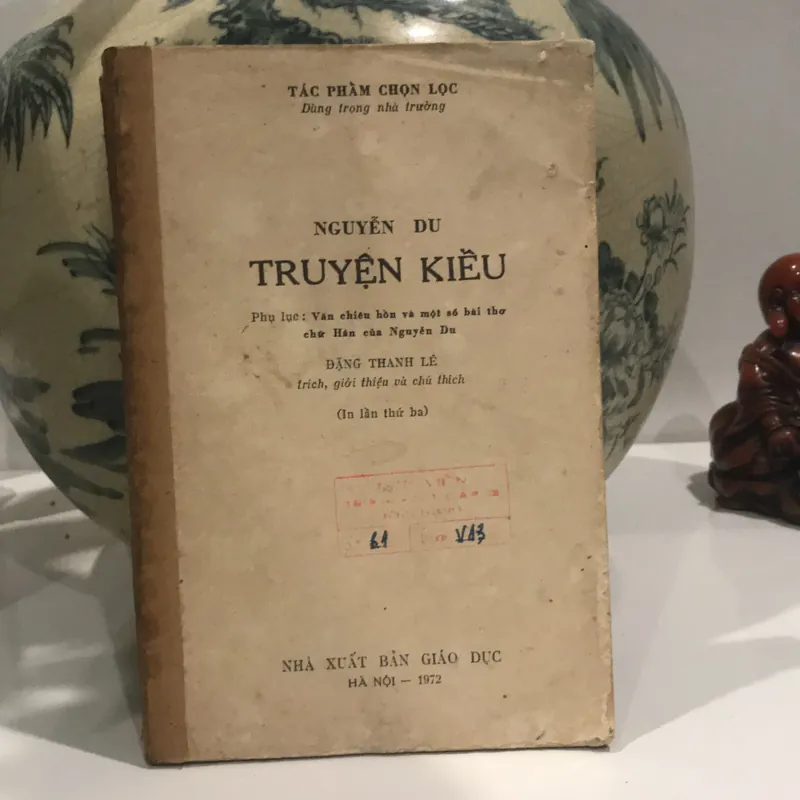 TÁC PHẨM CHỌN LỌC
Dùng trong nhà trường
NGUYỄN DU
TRUYỆN KIỀU
Phụ lục: Văn chiêu hồn và một số bài thơ
chữ Hán của Nguyễn Du
ĐẶNG THANH LÊ
trích, giới thiệu và chú thích
(In lần thứ ba)
61 V13
NHÀ XUẤT BẢN GIÁO DỤC
HÀ NỘI — 1972